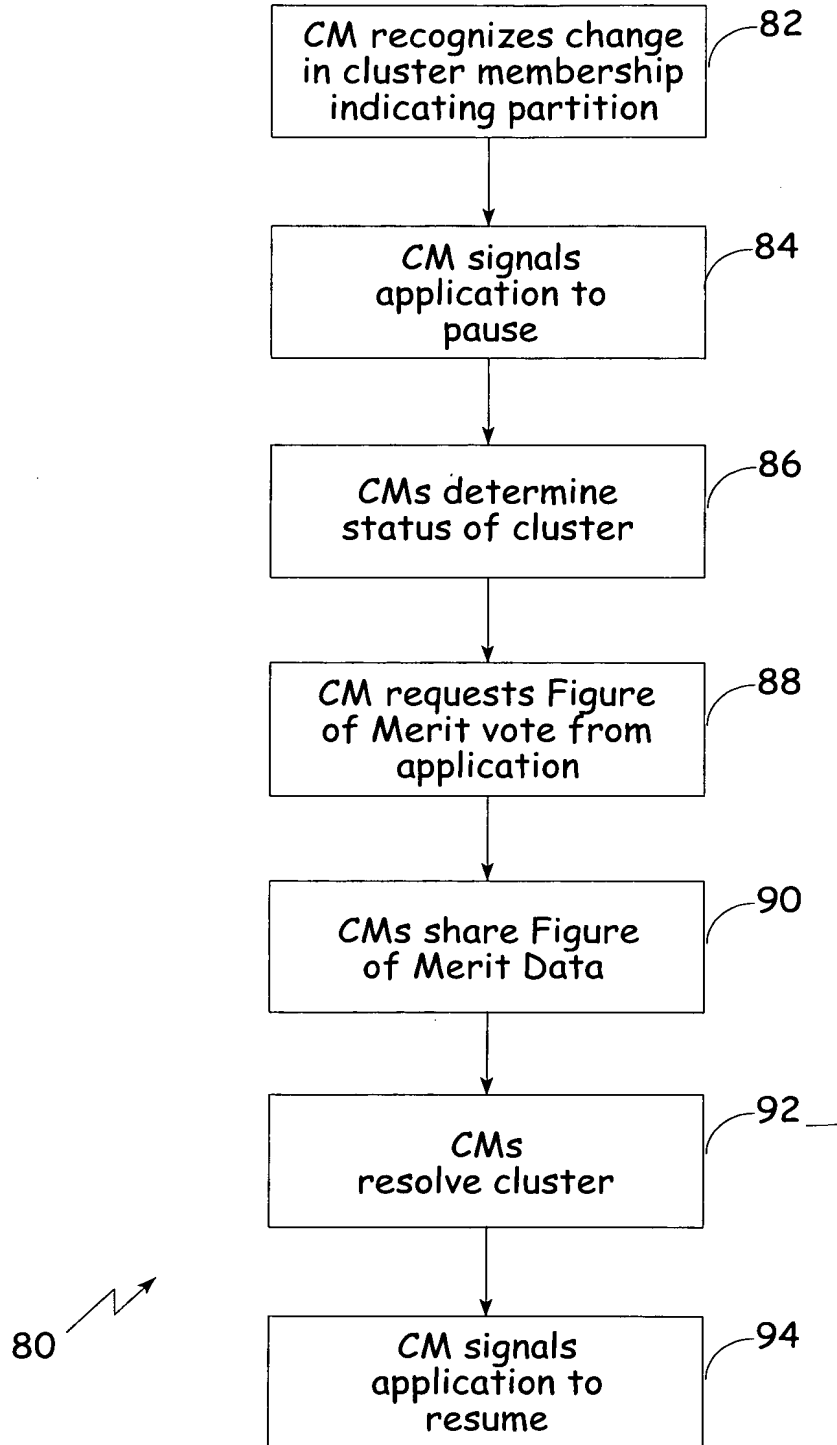 CM recognizes change
in cluster membership
indicating partition
82
CM signals
application to
pause
84
CMs determine
status of cluster
86
CM requests Figure
of Merit vote from
application
88
CMs share Figure
of Merit Data
90
CMs
resolve cluster
92
80
CM signals
application to
resume
94